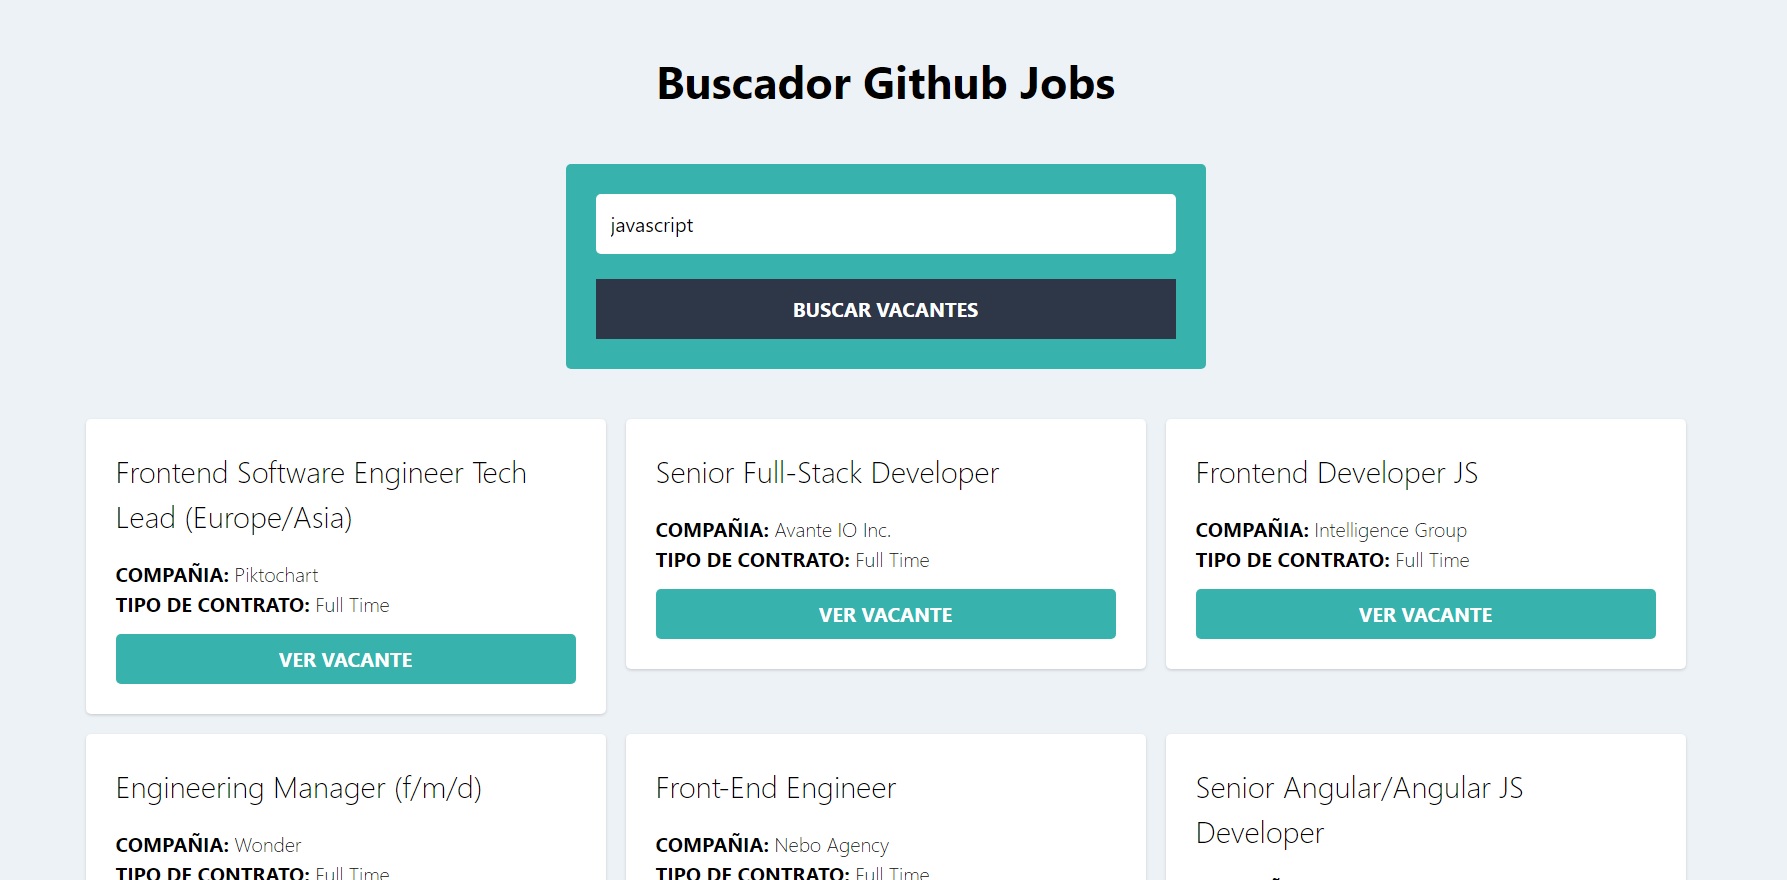 Buscador Github Jobs
javascript
BUSCAR VACANTES
Frontend Software Engineer Tech
Lead (Europe/Asia)
COMPAÑIA: Piktochart
TIPO DE CONTRATO: Full Time
VER VACANTE
Senior Full-Stack Developer
COMPAÑIA: Avante IO Inc.
TIPO DE CONTRATO: Full Time
VER VACANTE
Frontend Developer JS
COMPAÑIA: Intelligence Group
TIPO DE CONTRATO: Full Time
VER VACANTE
Engineering Manager (f/m/d)
COMPAÑIA: Wonder
TIPO DE CONTRATO: Full Time
Front-End Engineer
COMPAÑIA: Nebo Agency
TIPO DE CONTRATO: Full Time
Senior Angular/Angular JS
Developer